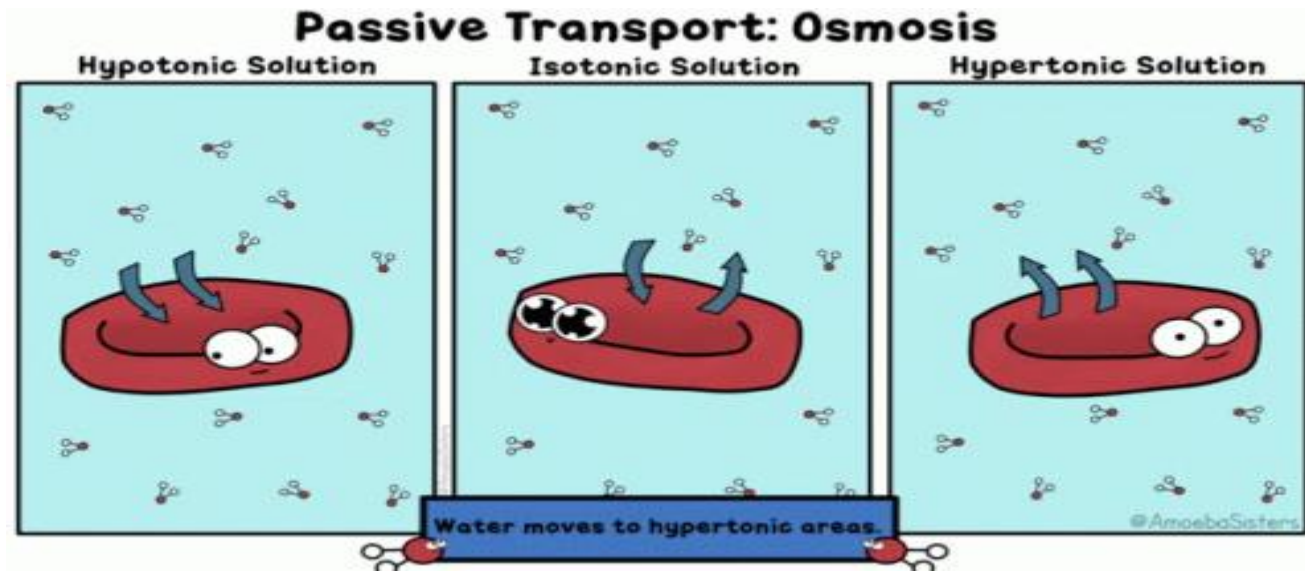 Passive Transport: Osmosis
Hypotonic Solution
Isotonic Solution
Hypertonic Solution
Water moves to hypertonic areas.
@AmoebaSisters